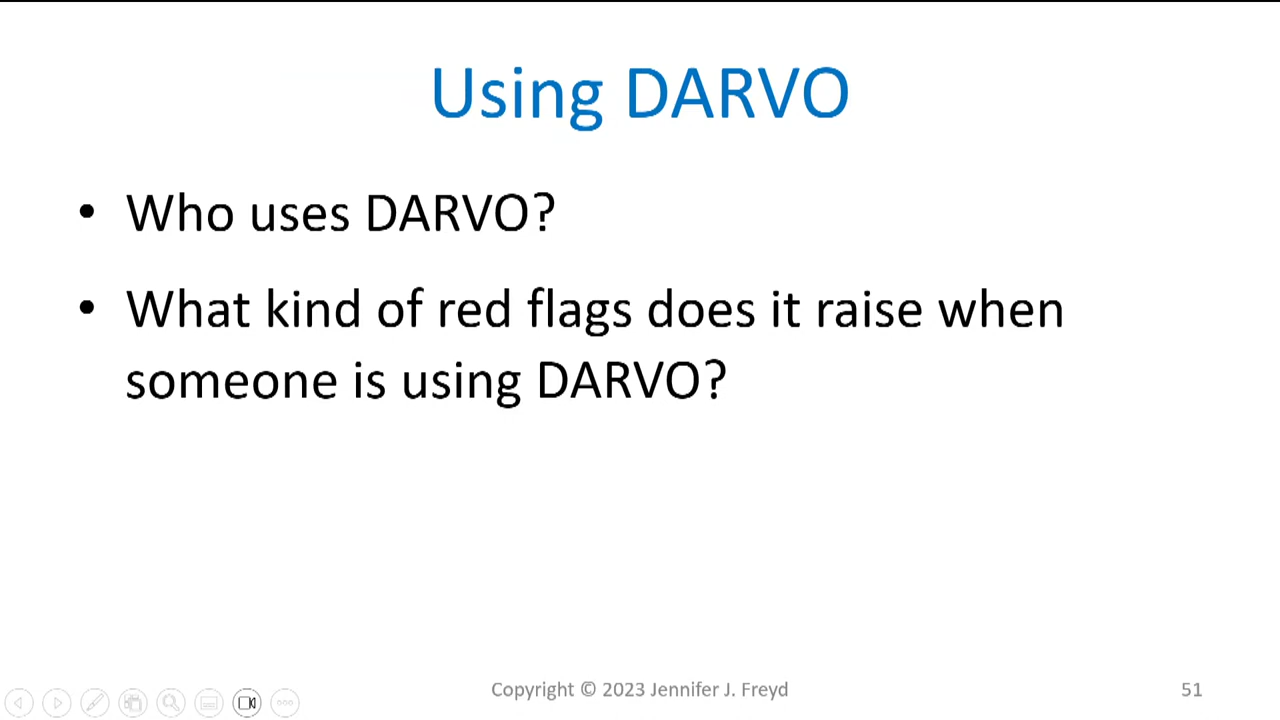 Using DARVO
• Who uses DARVO?
• What kind of red flags does it raise when
someone is using DARVO?
Copyright © 2023 Jennifer J. Freyd
51